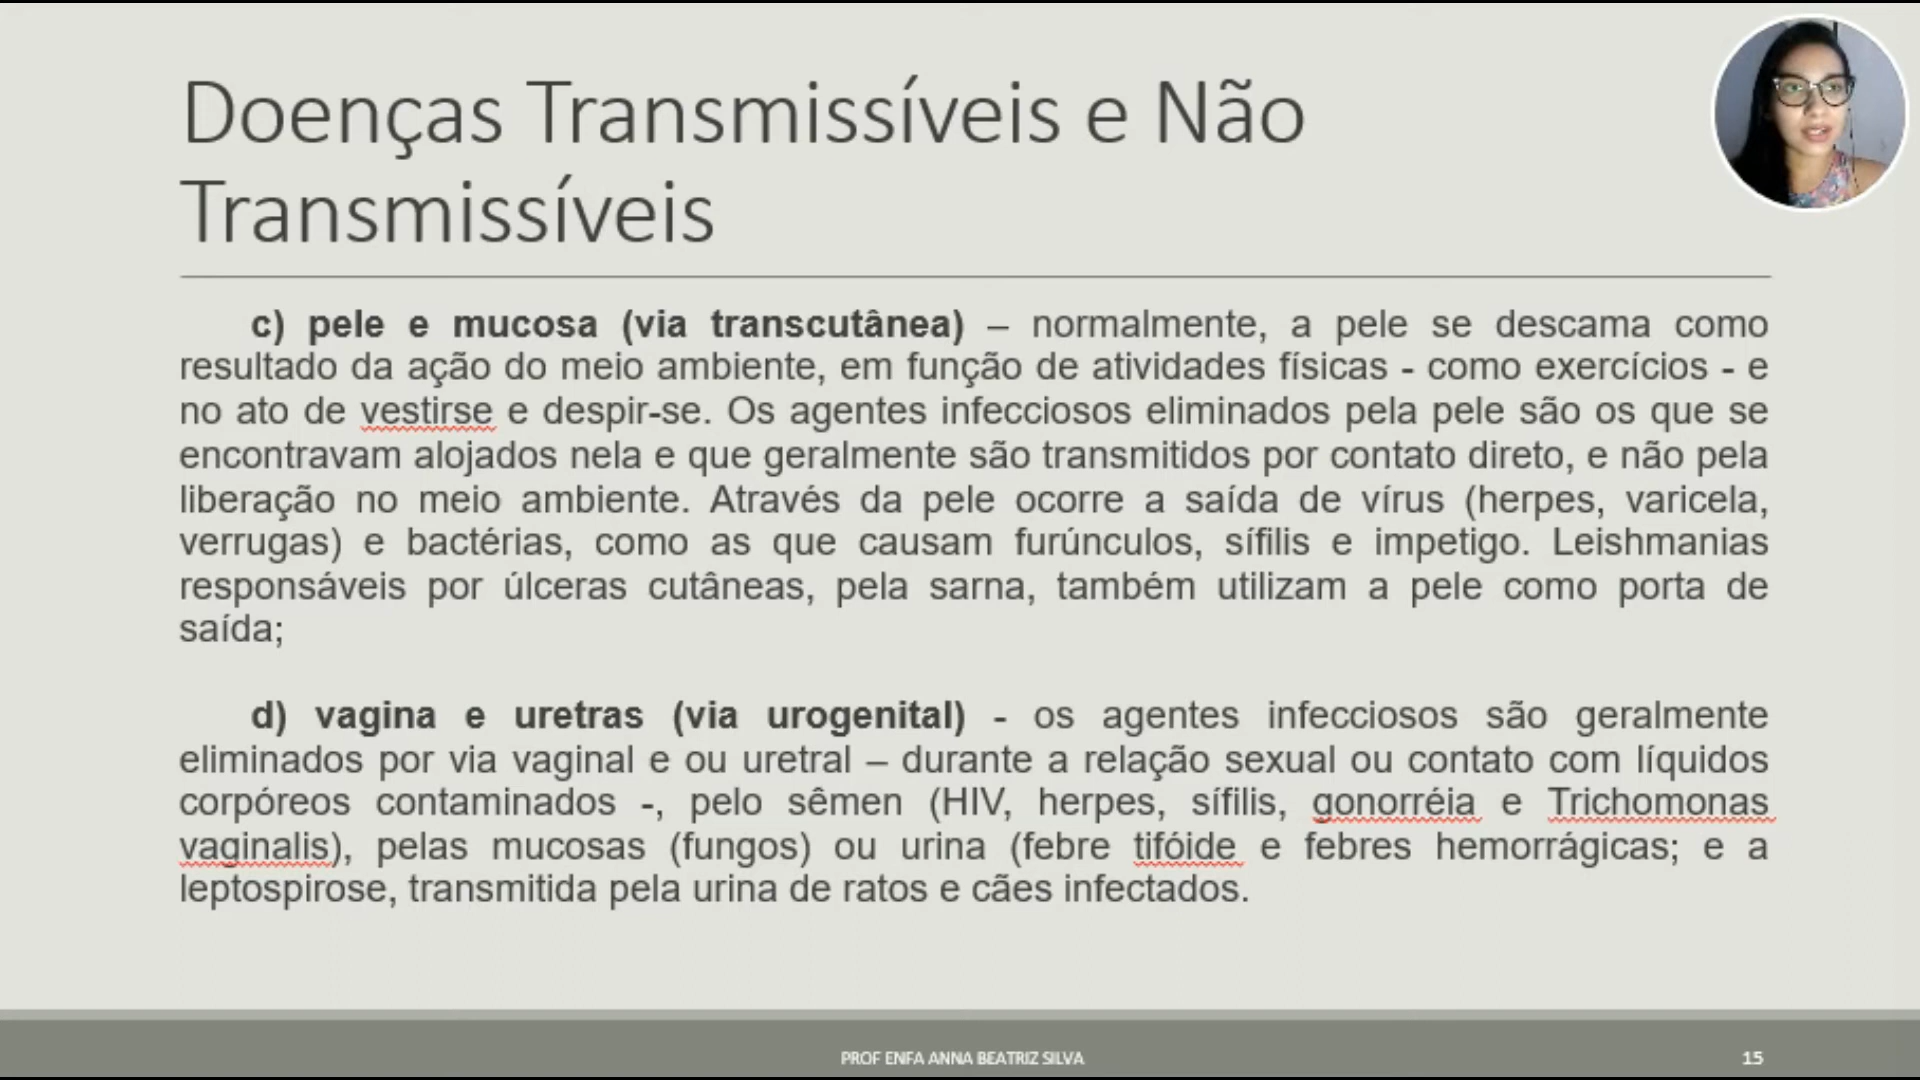 Doenças Transmissíveis e Não
Transmissíveis
c) pele e mucosa (via transcutânea) – normalmente, a pele se descama como
resultado da ação do meio ambiente, em função de atividades físicas - como exercícios - e
no ato de vestirse e despir-se. Os agentes infecciosos eliminados pela pele são os que se
encontravam alojados nela e que geralmente são transmitidos por contato direto, e não pela
liberação no meio ambiente. Através da pele ocorre a saída de vírus (herpes, varicela,
verrugas) e bactérias, como as que causam furúnculos, sífilis e impetigo. Leishmanias
responsáveis por úlceras cutâneas, pela sarna, também utilizam a pele como porta de
saída;
d) vagina e uretras (via urogenital) - os agentes infecciosos são geralmente
eliminados por via vaginal e ou uretral – durante a relação sexual ou contato com líquidos
corpóreos contaminados -, pelo sêmen (HIV, herpes, sífilis, gonorréia e Trichomonas
vaginalis), pelas mucosas (fungos) ou urina (febre tifóide e febres hemorrágicas; e a
leptospirose, transmitida pela urina de ratos e cães infectados.
PROF ENFA ANNA BEATRIZ SILVA
15